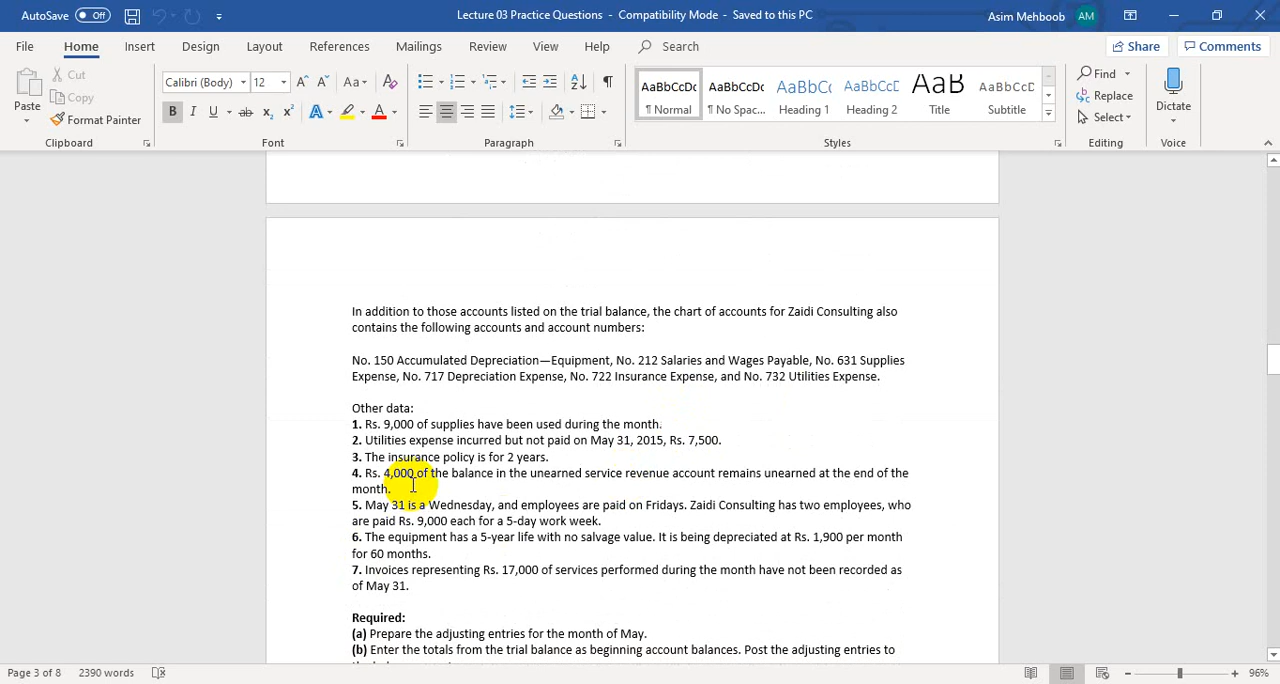 AutoSave Off Lecture 03 Practice Questions - Compatibility Mode - Saved to this PC Asim Mehboob AM
File Home Insert Design Layout References Mailings Review View Help Search Share Comments
Paste Cut Copy Format Painter
Calibri (Body) 12
AaBbCcDc AaBbCcDc AaBbC AaBbCcD AaB AaBbCcD
¶ Normal ¶ No Spac... Heading 1 Heading 2 Title Subtitle
Find Replace Select Dictate
Clipboard Font Paragraph Styles Editing Voice
In addition to those accounts listed on the trial balance, the chart of accounts for Zaidi Consulting also
contains the following accounts and account numbers:
No. 150 Accumulated Depreciation—Equipment, No. 212 Salaries and Wages Payable, No. 631 Supplies
Expense, No. 717 Depreciation Expense, No. 722 Insurance Expense, and No. 732 Utilities Expense.
Other data:
1. Rs. 9,000 of supplies have been used during the month.
2. Utilities expense incurred but not paid on May 31, 2015, Rs. 7,500.
3. The insurance policy is for 2 years.
4. Rs. 4,000 of the balance in the unearned service revenue account remains unearned at the end of the
month.
5. May 31 is a Wednesday, and employees are paid on Fridays. Zaidi Consulting has two employees, who
are paid Rs. 9,000 each for a 5-day work week.
6. The equipment has a 5-year life with no salvage value. It is being depreciated at Rs. 1,900 per month
for 60 months.
7. Invoices representing Rs. 17,000 of services performed during the month have not been recorded as
of May 31.
Required:
(a) Prepare the adjusting entries for the month of May.
(b) Enter the totals from the trial balance as beginning account balances. Post the adjusting entries to
Page 3 of 8 2390 words 96%